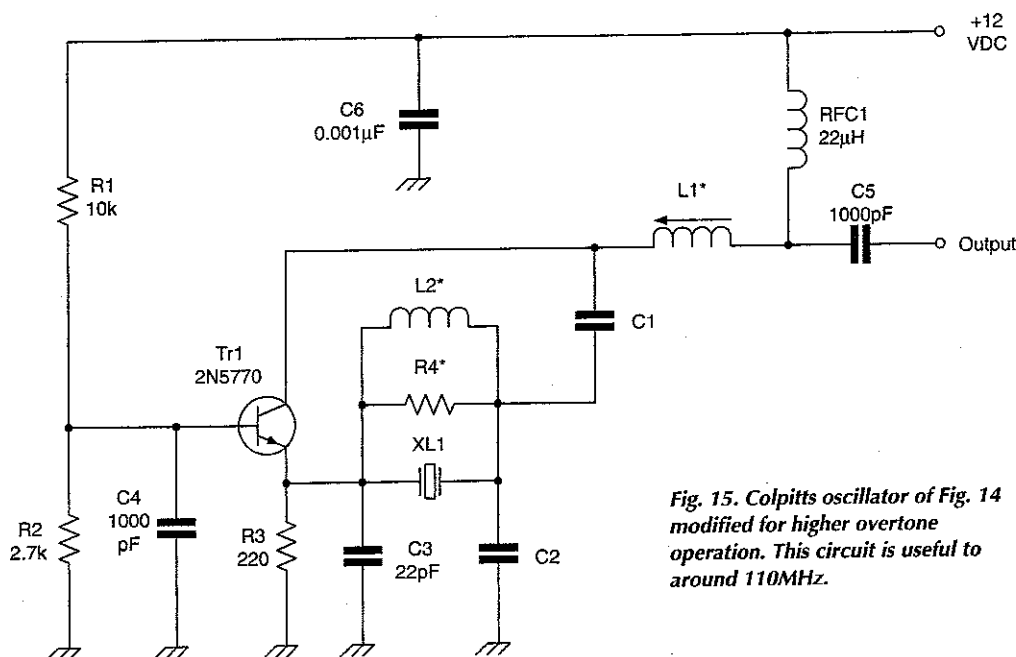 +12
VDC
C6
0.001µF
RFC1
22µH
R1
10k
L1*
C5
1000pF
Output
L2*
C1
R4*
Tr1
2N5770
XL1
C4
1000
pF
R2
2.7k
R3
220
C3
22pF
C2
Fig. 15. Colpitts oscillator of Fig. 14
modified for higher overtone
operation. This circuit is useful to
around 110MHz.